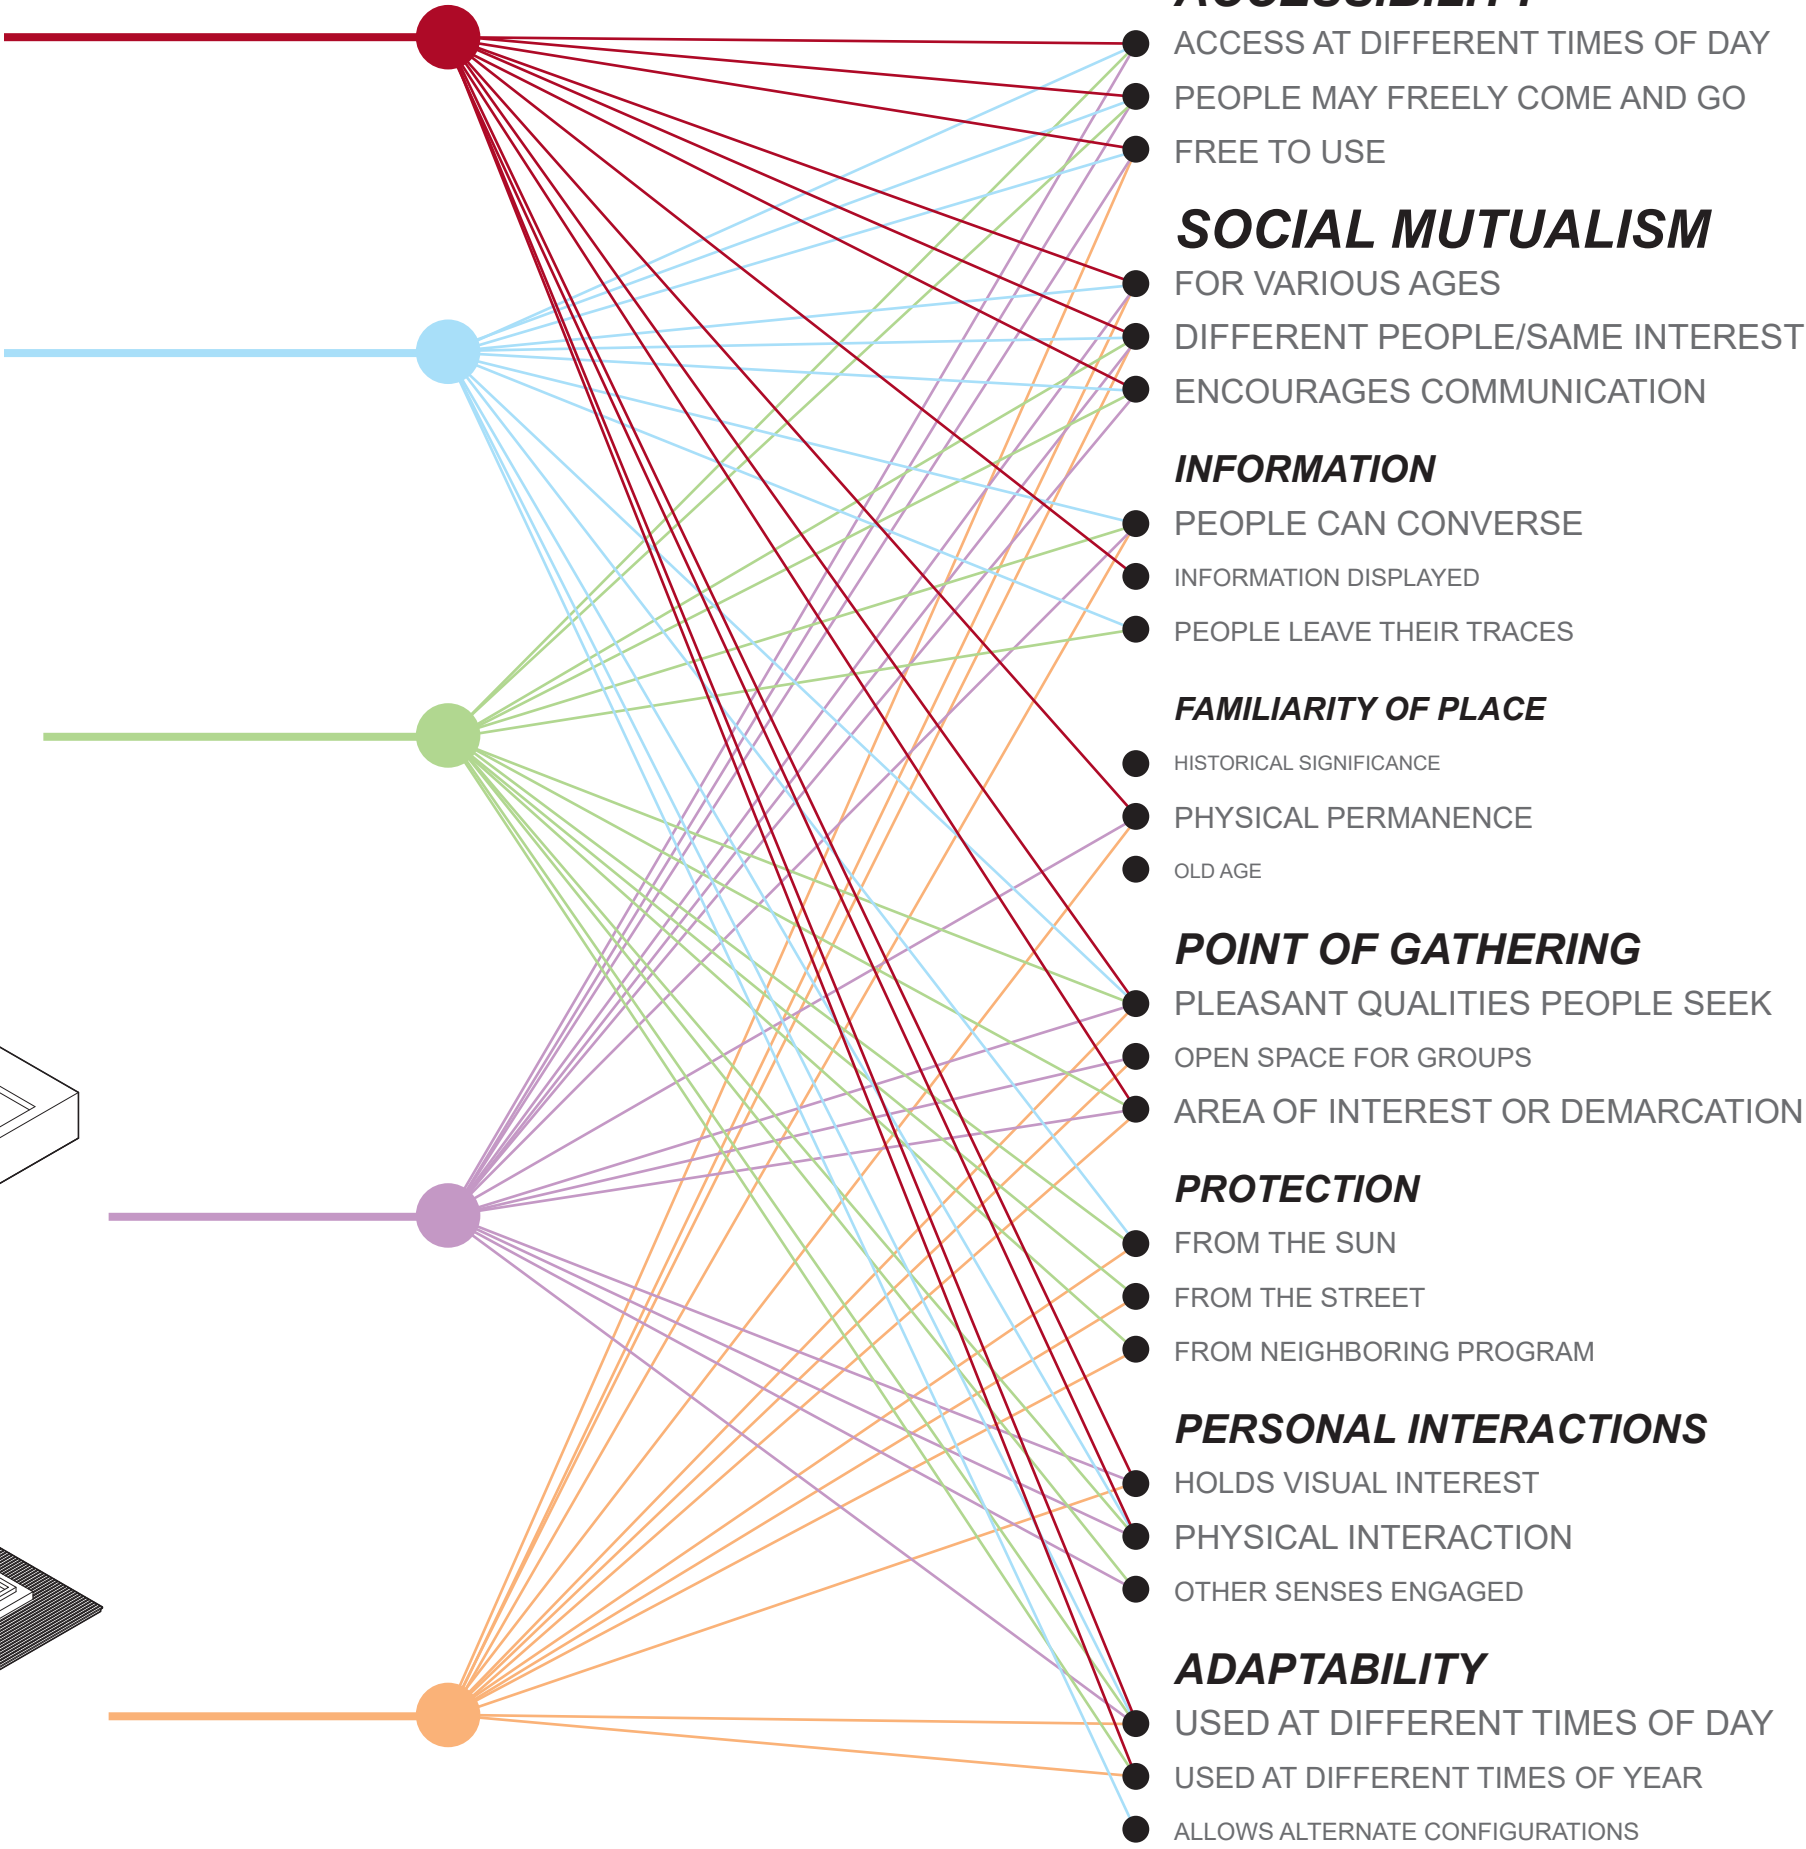 ACCESSIBILITY
ACCESS AT DIFFERENT TIMES OF DAY
PEOPLE MAY FREELY COME AND GO
FREE TO USE
SOCIAL MUTUALISM
FOR VARIOUS AGES
DIFFERENT PEOPLE/SAME INTEREST
ENCOURAGES COMMUNICATION
INFORMATION
PEOPLE CAN CONVERSE
INFORMATION DISPLAYED
PEOPLE LEAVE THEIR TRACES
FAMILIARITY OF PLACE
HISTORICAL SIGNIFICANCE
PHYSICAL PERMANENCE
OLD AGE
POINT OF GATHERING
PLEASANT QUALITIES PEOPLE SEEK
OPEN SPACE FOR GROUPS
AREA OF INTEREST OR DEMARCATION
PROTECTION
FROM THE SUN
FROM THE STREET
FROM NEIGHBORING PROGRAM
PERSONAL INTERACTIONS
HOLDS VISUAL INTEREST
PHYSICAL INTERACTION
OTHER SENSES ENGAGED
ADAPTABILITY
USED AT DIFFERENT TIMES OF DAY
USED AT DIFFERENT TIMES OF YEAR
ALLOWS ALTERNATE CONFIGURATIONS